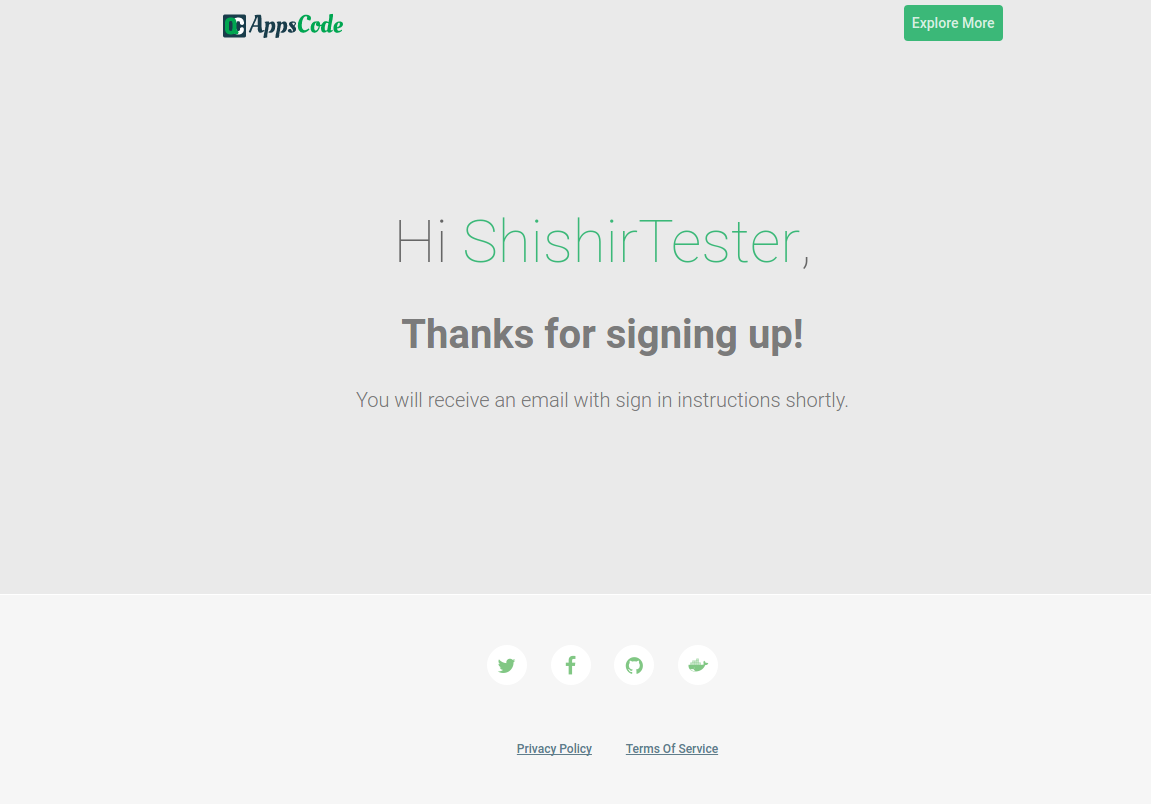 AppsCode
Explore More
Hi ShishirTester,
Thanks for signing up!
You will receive an email with sign in instructions shortly.
Privacy Policy
Terms Of Service